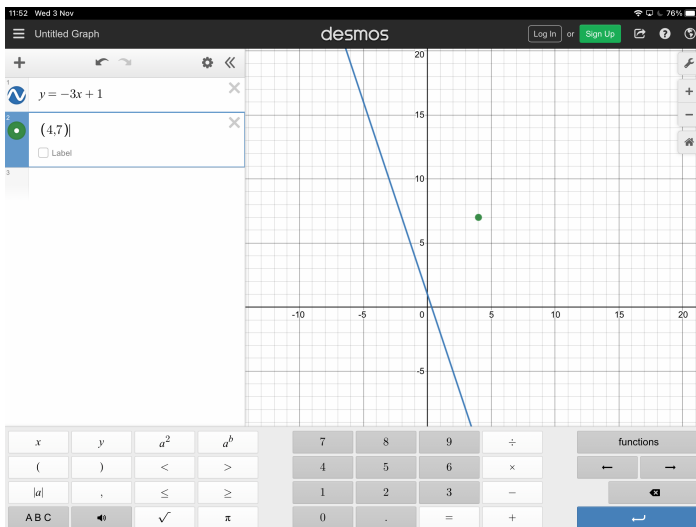 11:52 Wed 3 Nov 76%
Untitled Graph desmos Log In or Sign Up
1
y = −3x + 1
2
(4,7)
Label
3
20
15
10
5
-10 -5 0 5 10 15 20
-5
x y a² aᵇ 7 8 9 ÷ functions
( ) < > 4 5 6 × ← →
|a| , ≤ ≥ 1 2 3 −
A B C √ π 0 . = +